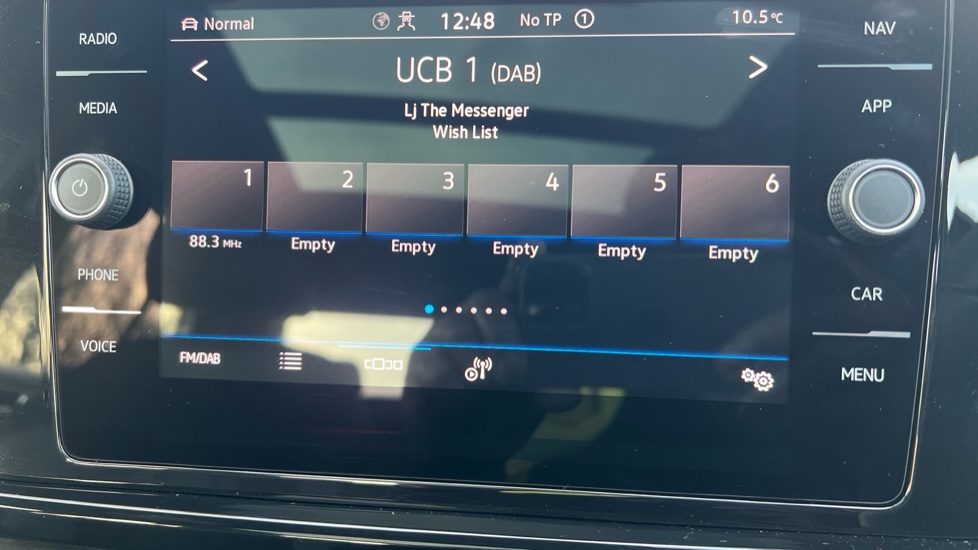 Normal 12:48 No TP 1 10.5°C
RADIO
NAV
< UCB 1 (DAB) >
MEDIA
APP
Lj The Messenger
Wish List
1 2 3 4 5 6
88.3 MHz Empty Empty Empty Empty Empty
PHONE
CAR
VOICE
FM/DAB
MENU